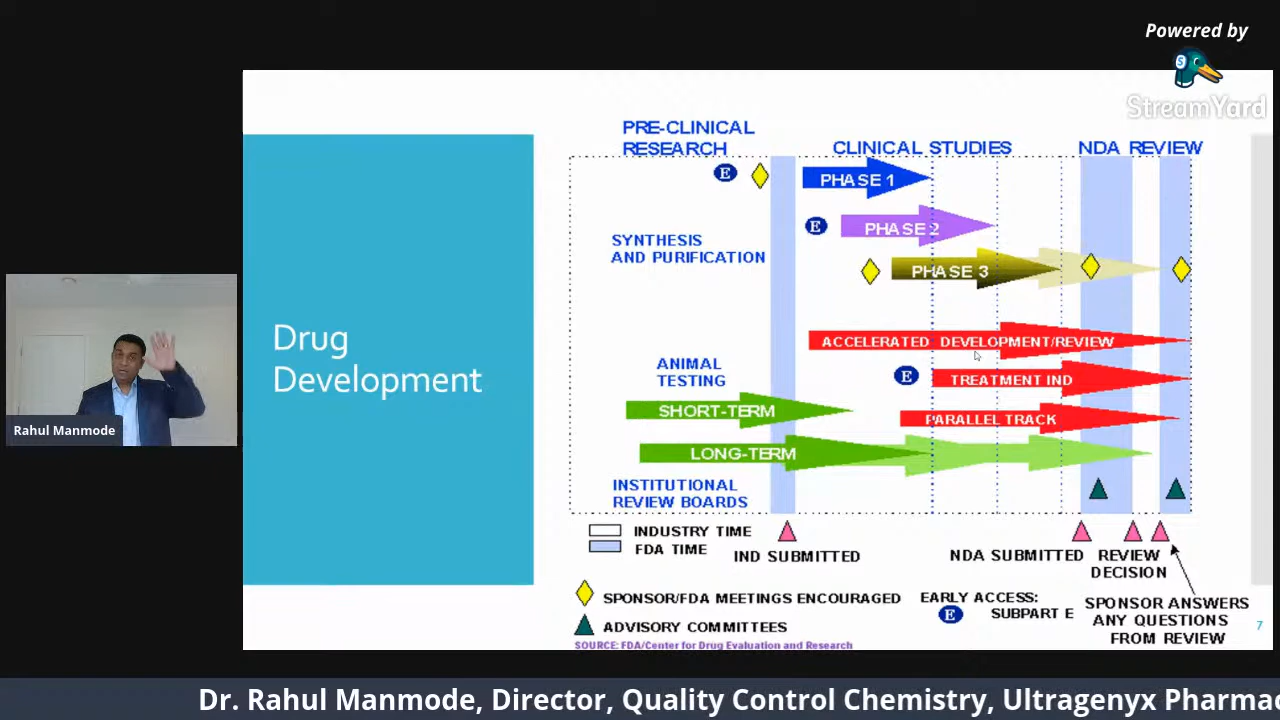 Powered by
StreamYard
PRE-CLINICAL
RESEARCH
CLINICAL STUDIES
NDA REVIEW
E
PHASE 1
E
PHASE 2
SYNTHESIS
AND PURIFICATION
PHASE 3
Drug
Development
ACCELERATED DEVELOPMENT/REVIEW
ANIMAL
TESTING
E
TREATMENT IND
SHORT-TERM
PARALLEL TRACK
LONG-TERM
Rahul Manmode
INSTITUTIONAL
REVIEW BOARDS
INDUSTRY TIME
FDA TIME
IND SUBMITTED
NDA SUBMITTED
REVIEW
DECISION
SPONSOR/FDA MEETINGS ENCOURAGED
EARLY ACCESS:
E
SUBPART E
SPONSOR ANSWERS
ANY QUESTIONS
FROM REVIEW
ADVISORY COMMITTEES
SOURCE: FDA/Center for Drug Evaluation and Research
7
Dr. Rahul Manmode, Director, Quality Control Chemistry, Ultragenyx Pharmac